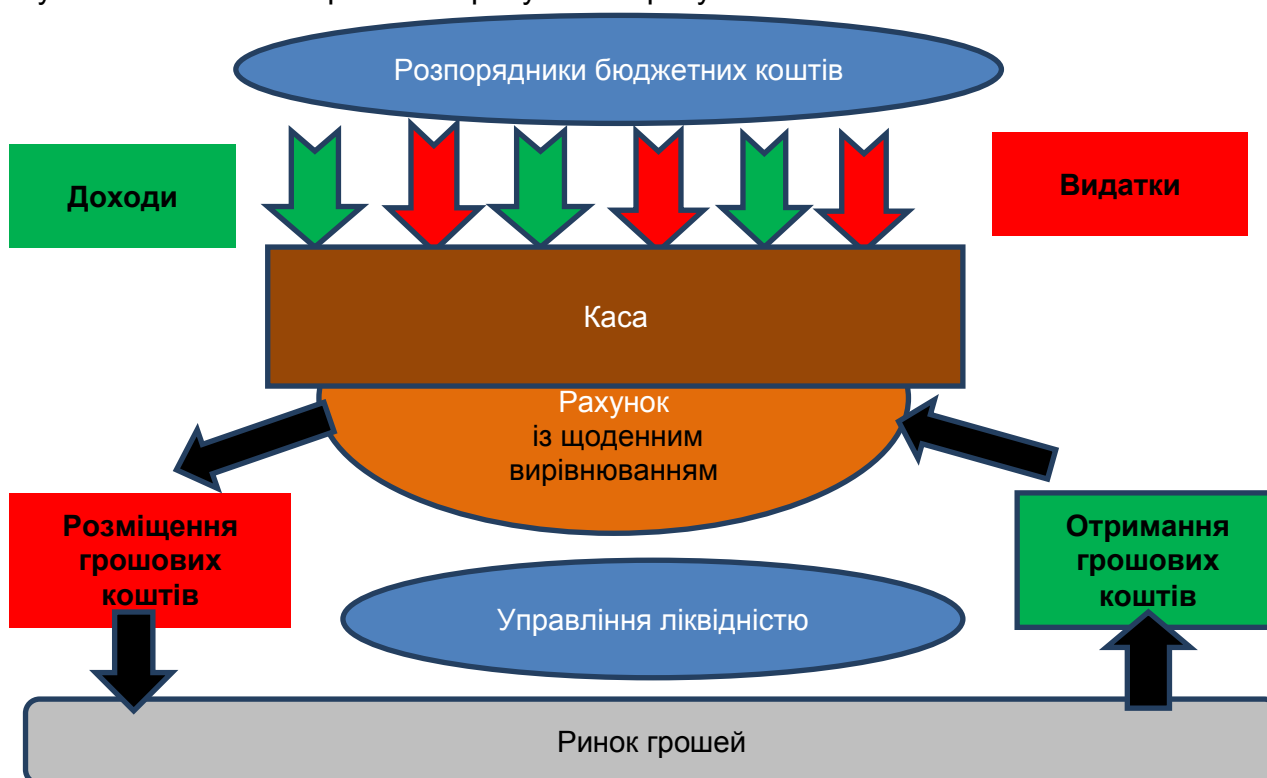 Розпорядники бюджетних коштів
Доходи
Видатки
Каса
Рахунок
із щоденним
вирівнюванням
Розміщення
грошових
коштів
Отримання
грошових
коштів
Управління ліквідністю
Ринок грошей